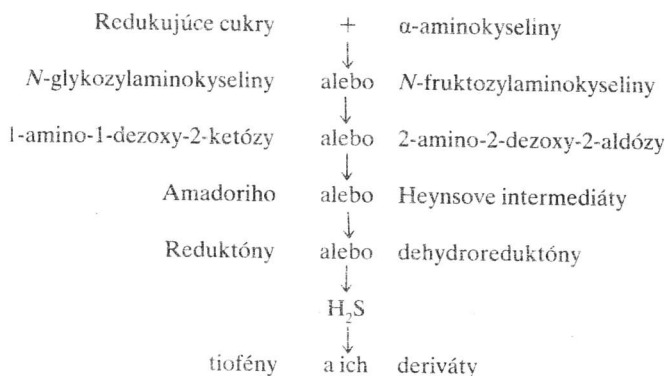 Redukujúce cukry + α-aminokyseliny
N-glykozylaminokyseliny alebo N-fruktozylaminokyseliny
1-amino-1-dezoxy-2-ketózy alebo 2-amino-2-dezoxy-2-aldózy
Amadoriho alebo Heynsove intermediáty
Reduktóny alebo dehydroreduktóny
H₂S
tiofény a ich deriváty